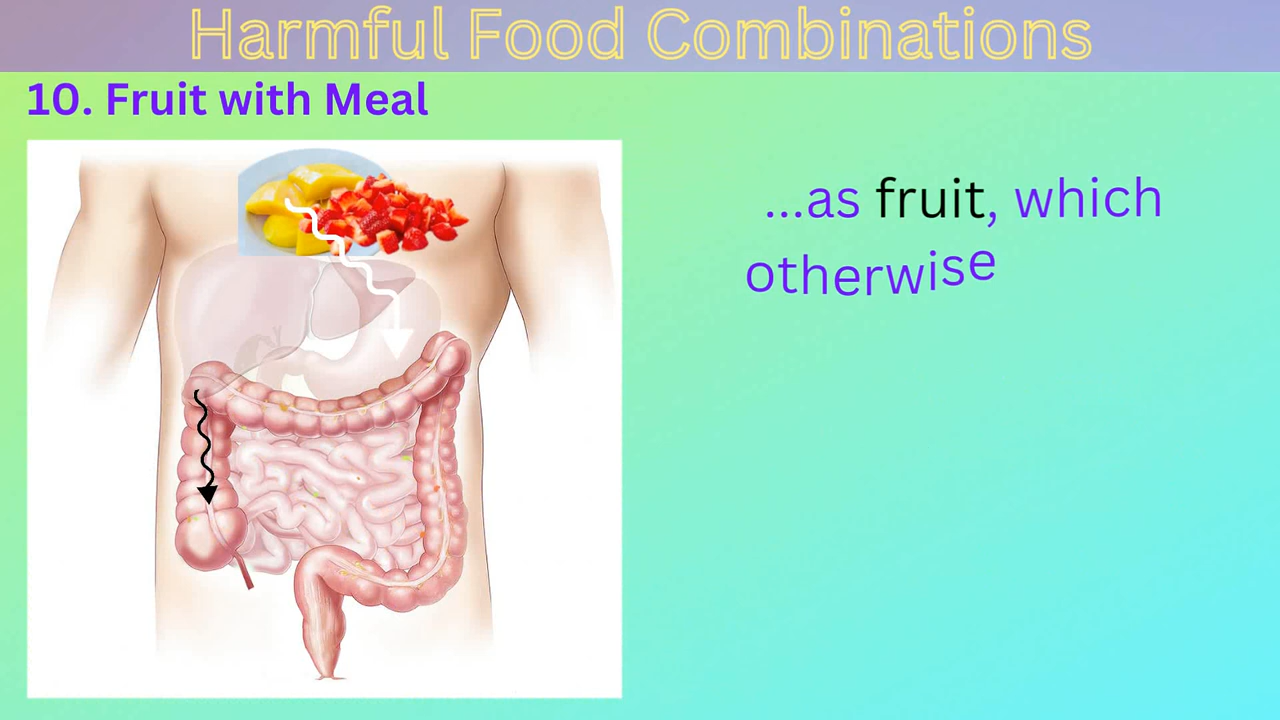 Harmful Food Combinations
10. Fruit with Meal
...as fruit, which
otherwise